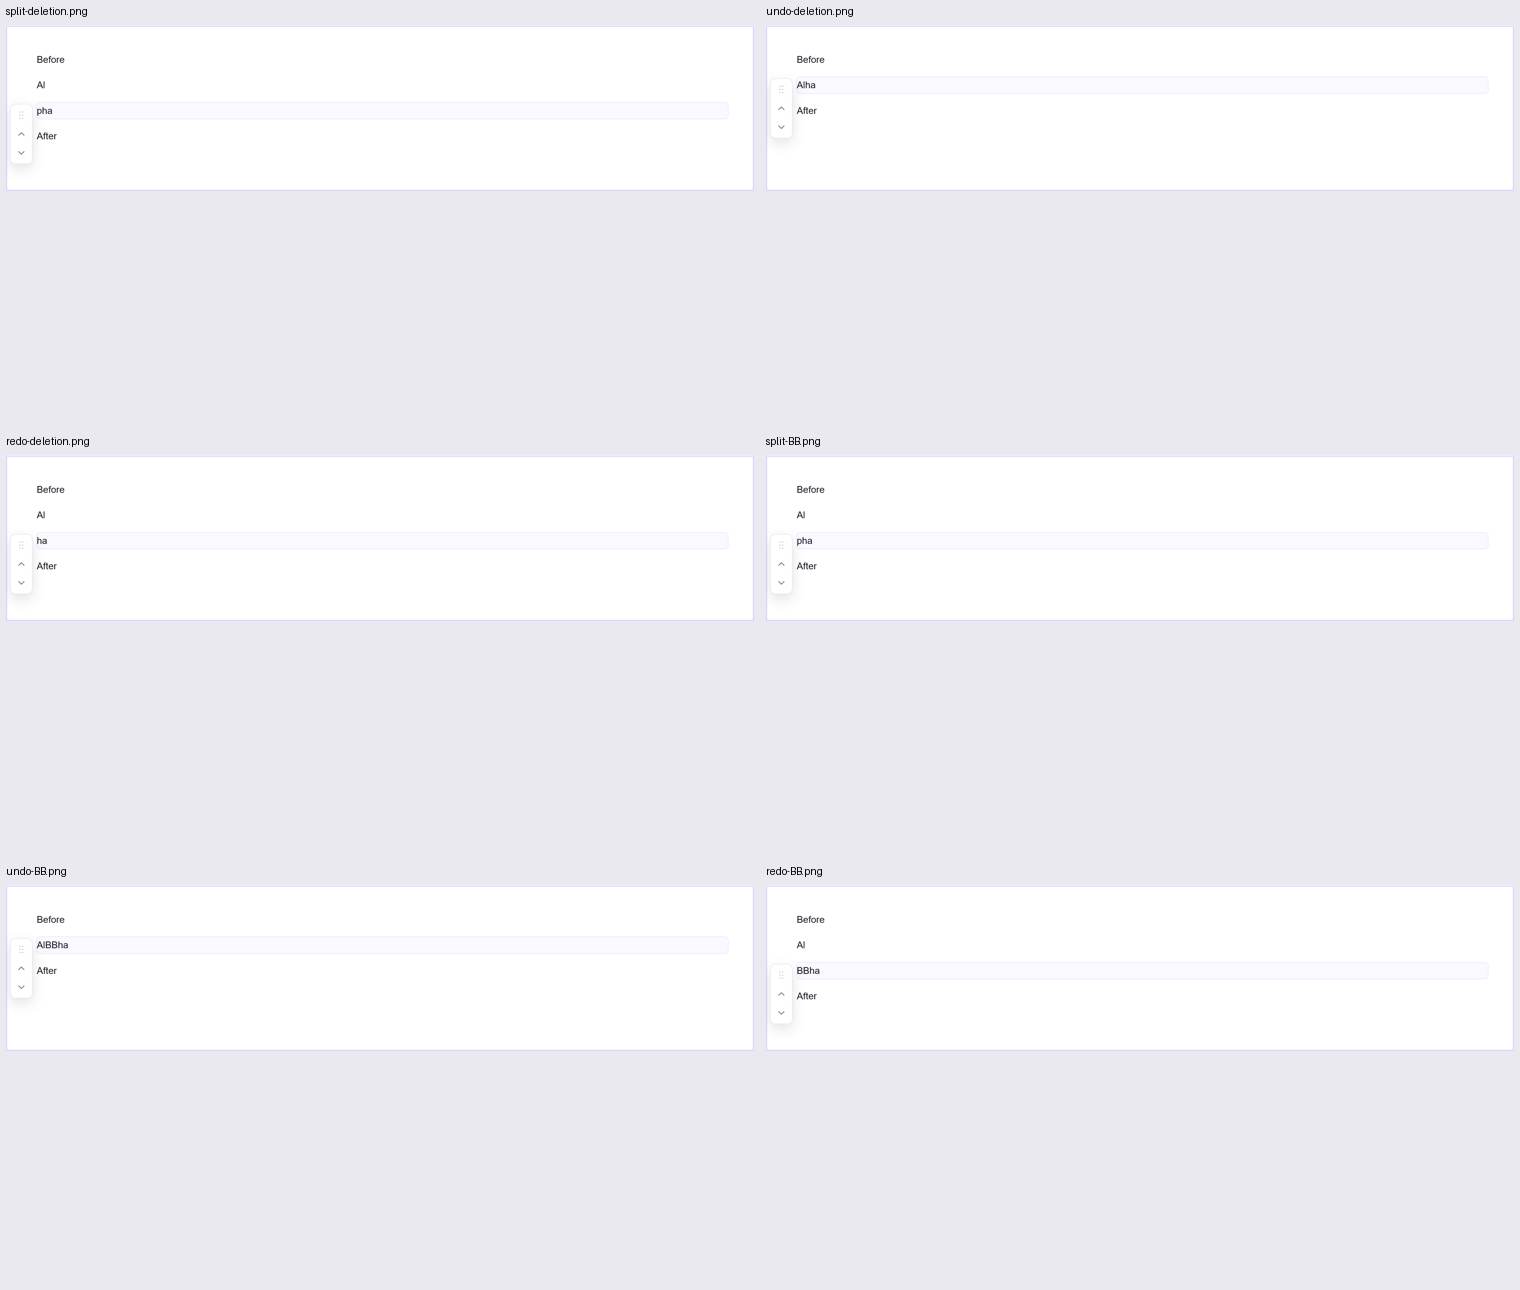 split-deletion.png
Before
Al
pha
After
undo-deletion.png
Before
Alha
After
redo-deletion.png
Before
Al
ha
After
split-BB.png
Before
Al
pha
After
undo-BB.png
Before
AlBBha
After
redo-BB.png
Before
Al
BBha
After